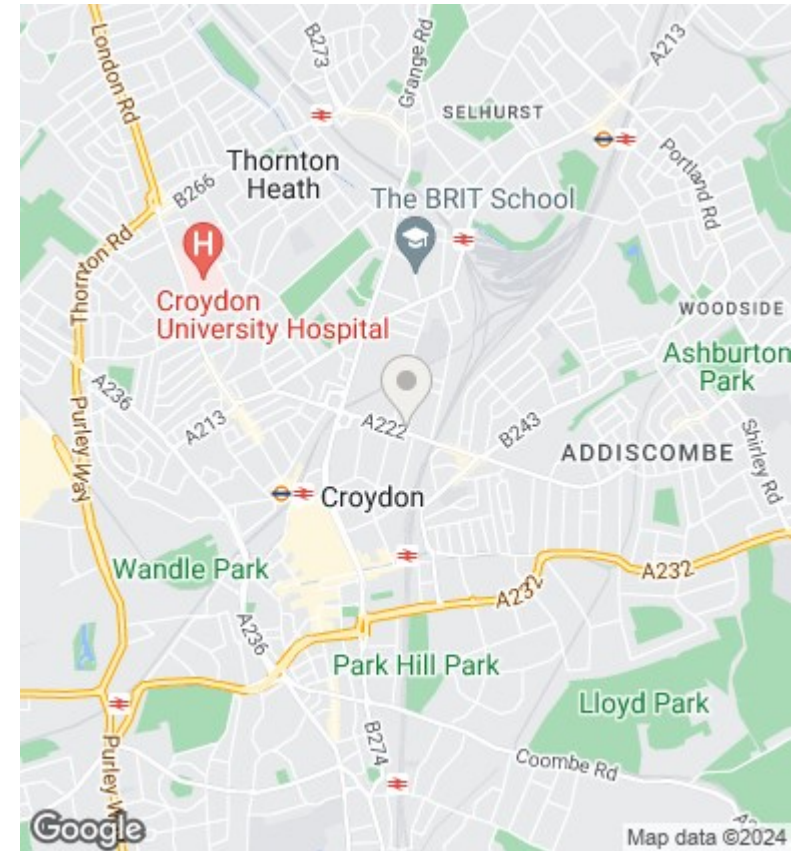 London Rd
B273
Grange Rd
A213
SELHURST
Portland Rd
Thornton
Heath
B266
The BRIT School
H
Thornton Rd
Croydon
University Hospital
WOODSIDE
Ashburton
Park
A236
Purley Way
A213
A222
B243
Shirley Rd
ADDISCOMBE
Croydon
Wandle Park
A232
A232
A236
Park Hill Park
Lloyd Park
B274
Coombe Rd
Purley W
Google
Map data ©2024